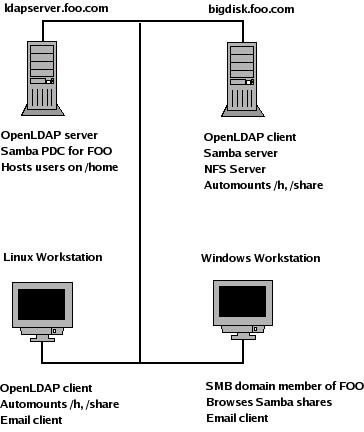 ldapserver.foo.com
bigdisk.foo.com
OpenLDAP server
Samba PDC for FOO
Hosts users on /home
OpenLDAP client
Samba server
NFS Server
Automounts /h, /share
Linux Workstation
Windows Workstation
OpenLDAP client
Automounts /h, /share
Email client
SMB domain member of FOO
Browses Samba shares
Email client